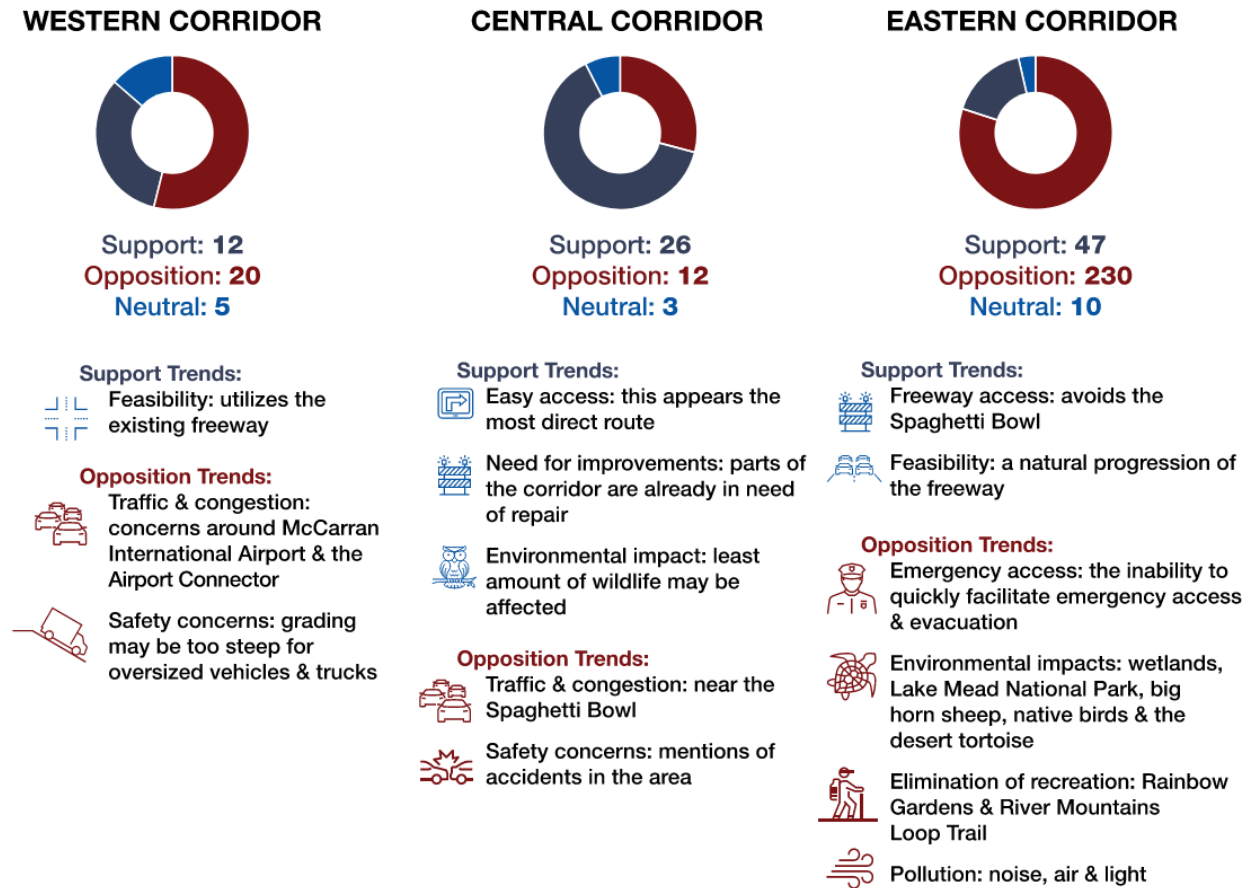 WESTERN CORRIDOR
Support: 12
Opposition: 20
Neutral: 5
Support Trends:
Feasibility: utilizes the
existing freeway
Opposition Trends:
Traffic & congestion:
concerns around McCarran
International Airport & the
Airport Connector
Safety concerns: grading
may be too steep for
oversized vehicles & trucks
CENTRAL CORRIDOR
Support: 26
Opposition: 12
Neutral: 3
Support Trends:
Easy access: this appears the
most direct route
Need for improvements: parts of
the corridor are already in need
of repair
Environmental impact: least
amount of wildlife may be
affected
Opposition Trends:
Traffic & congestion: near the
Spaghetti Bowl
Safety concerns: mentions of
accidents in the area
EASTERN CORRIDOR
Support: 47
Opposition: 230
Neutral: 10
Support Trends:
Freeway access: avoids the
Spaghetti Bowl
Feasibility: a natural progression of
the freeway
Opposition Trends:
Emergency access: the inability to
quickly facilitate emergency access
& evacuation
Environmental impacts: wetlands,
Lake Mead National Park, big
horn sheep, native birds & the
desert tortoise
Elimination of recreation: Rainbow
Gardens & River Mountains
Loop Trail
Pollution: noise, air & light